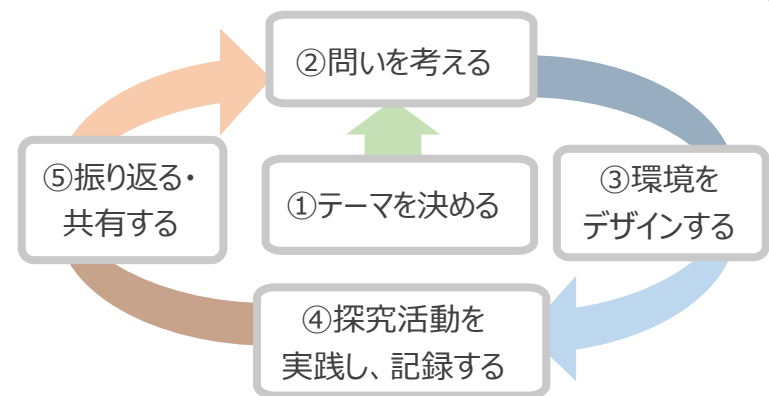 ②問いを考える
①テーマを決める
③環境を
デザインする
④探究活動を
実践し、記録する
⑤振り返る・
共有する